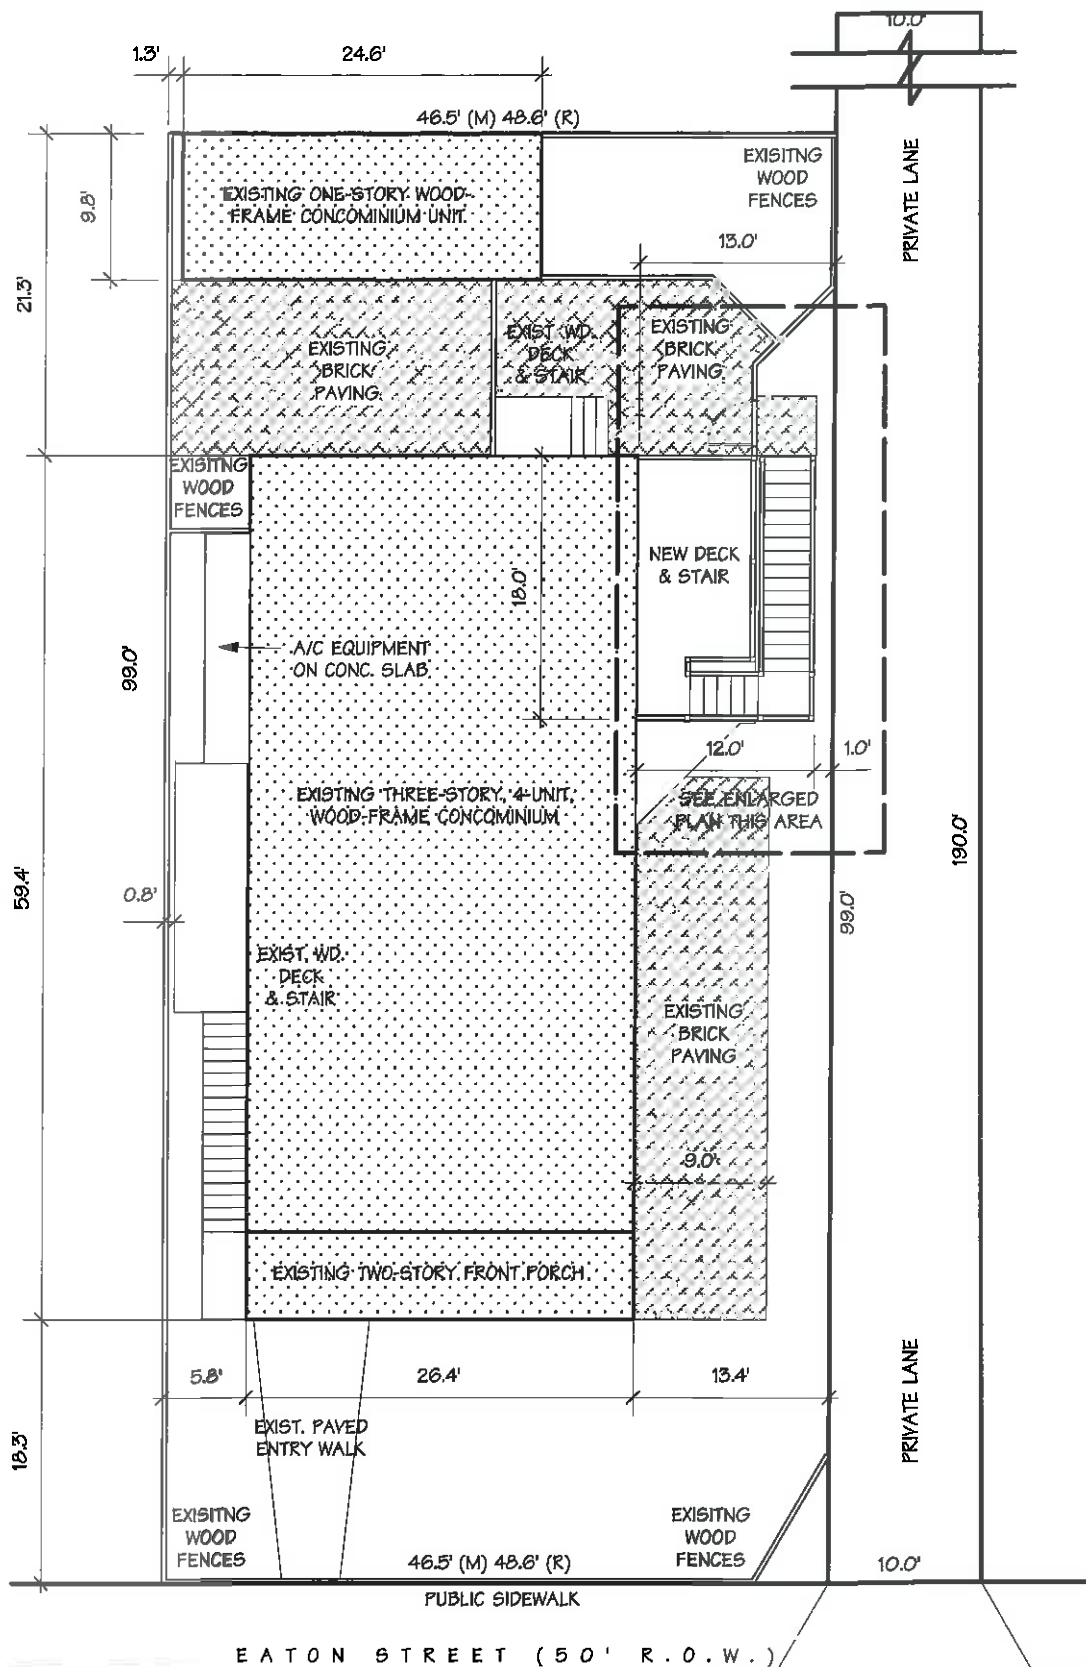 10.0'
1.3'
24.6'
46.5' (M) 48.6' (R)
EXISITNG
WOOD
FENCES
PRIVATE LANE
9.8'
EXISTING ONE-STORY WOOD-
FRAME CONCOMINIUM UNIT
13.0'
21.3'
EXISTING
BRICK
PAVING
EXIST. WD.
DECK
& STAIR
EXISTING
BRICK
PAVING
EXISITNG
WOOD
FENCES
NEW DECK
& STAIR
18.0'
A/C EQUIPMENT
ON CONC. SLAB
99.0'
12.0'
1.0'
EXISTING THREE-STORY, 4-UNIT,
WOOD-FRAME CONCOMINIUM
SEE ENLARGED
PLAN THIS AREA
190.0'
59.4'
0.8'
99.0'
EXIST. WD.
DECK
& STAIR
EXISTING
BRICK
PAVING
9.0'
EXISTING TWO-STORY FRONT PORCH
5.8'
26.4'
13.4'
PRIVATE LANE
18.3'
EXIST. PAVED
ENTRY WALK
EXISITNG
WOOD
FENCES
EXISITNG
WOOD
FENCES
46.5' (M) 48.6' (R)
10.0'
PUBLIC SIDEWALK
EATON STREET (50' R.O.W.)